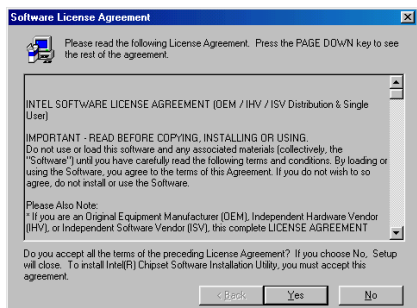 Software License Agreement
Please read the following License Agreement. Press the PAGE DOWN key to see
the rest of the agreement.
INTEL SOFTWARE LICENSE AGREEMENT (OEM / IHV / ISV Distribution & Single
User)
IMPORTANT - READ BEFORE COPYING, INSTALLING OR USING.
Do not use or load this software and any associated materials (collectively, the
"Software") until you have carefully read the following terms and conditions. By loading or
using the Software, you agree to the terms of this Agreement. If you do not wish to so
agree, do not install or use the Software.
Please Also Note:
* If you are an Original Equipment Manufacturer (OEM), Independent Hardware Vendor
(IHV), or Independent Software Vendor (ISV), this complete LICENSE AGREEMENT
Do you accept all the terms of the preceding License Agreement? If you choose No, Setup
will close. To install Intel(R) Chipset Software Installation Utility, you must accept this
agreement.
< Back Yes No